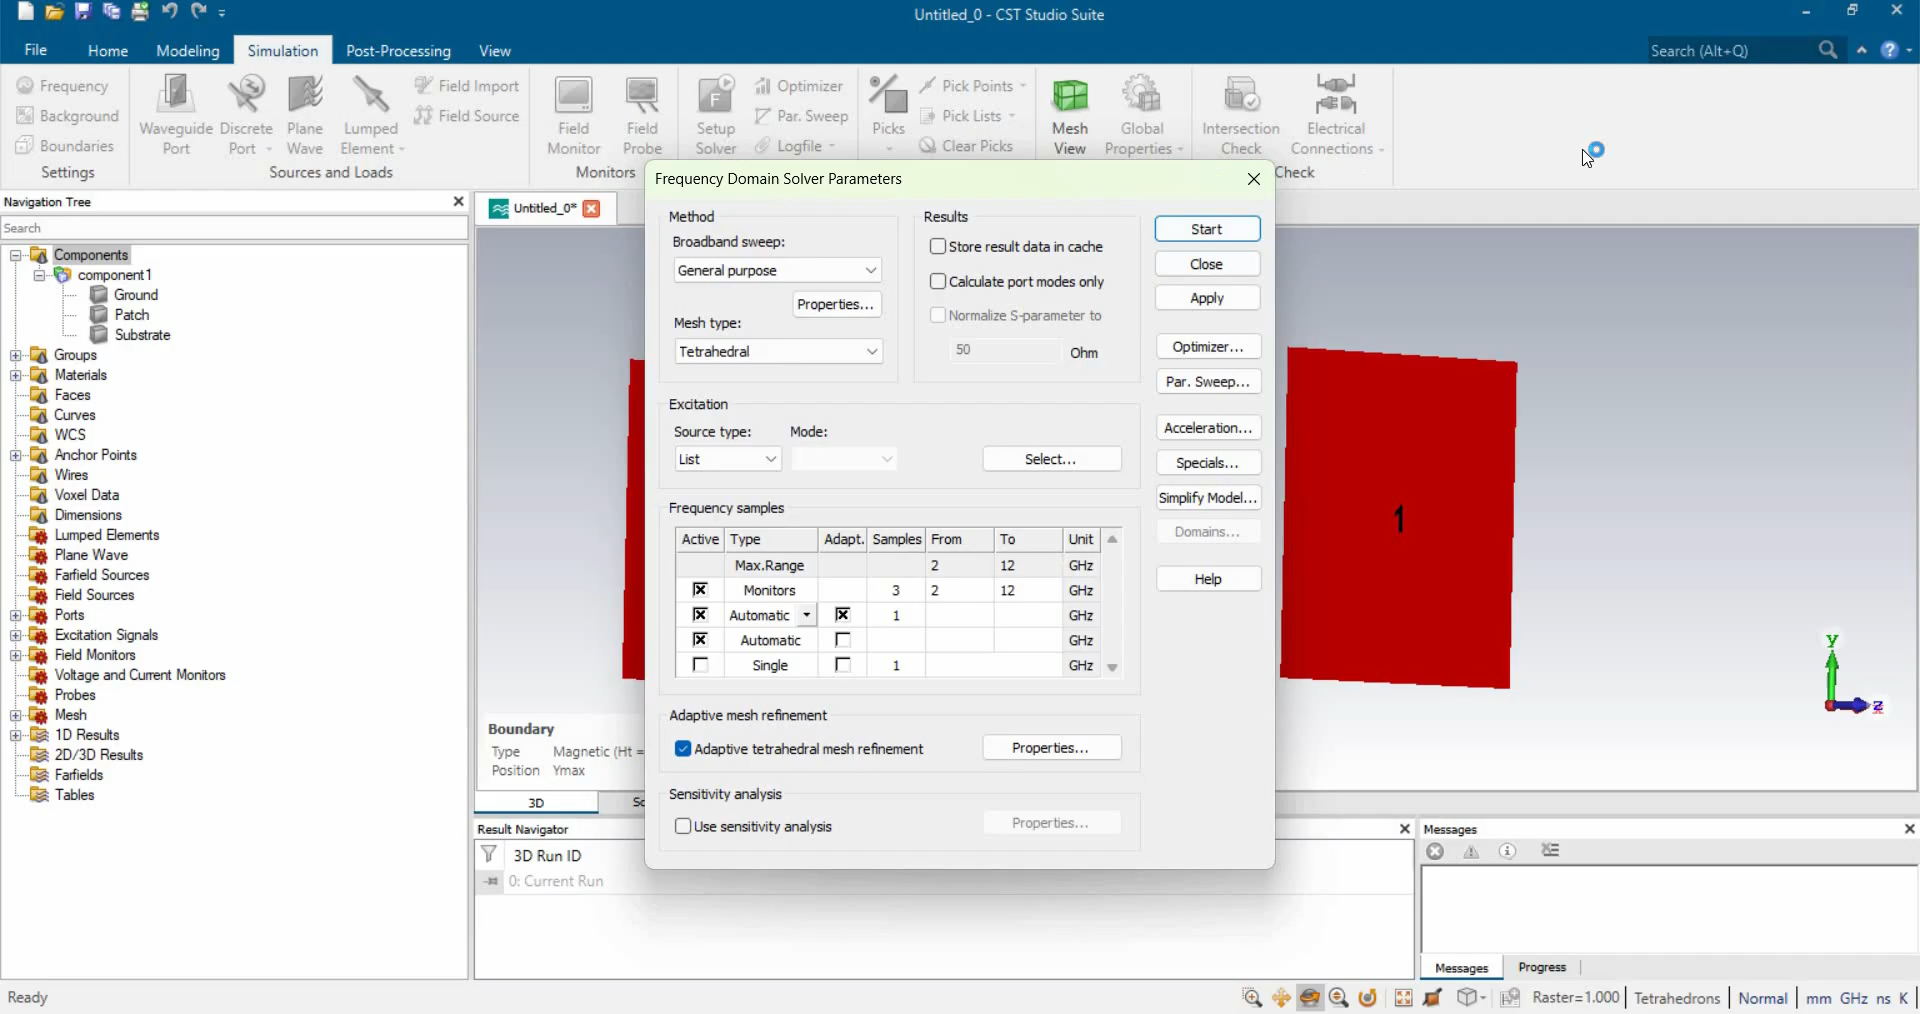 Untitled_0 - CST Studio Suite
File
Home
Modeling
Simulation
Post-Processing
View
Search (Alt+Q)
Frequency
Background
Boundaries
Settings
Waveguide
Port
Discrete
Port
Plane
Wave
Lumped
Element
Field Import
Field Source
Sources and Loads
Field
Monitor
Field
Probe
Monitors
Setup
Solver
Optimizer
Par. Sweep
Logfile
Picks
Pick Points
Pick Lists
Clear Picks
Mesh
View
Global
Properties
Intersection
Check
Electrical
Connections
Check
Navigation Tree
Search
Components
component1
Ground
Patch
Substrate
Groups
Materials
Faces
Curves
WCS
Anchor Points
Wires
Voxel Data
Dimensions
Lumped Elements
Plane Wave
Farfield Sources
Field Sources
Ports
Excitation Signals
Field Monitors
Voltage and Current Monitors
Probes
Mesh
1D Results
2D/3D Results
Farfields
Tables
Untitled_0*
Boundary
Type Magnetic (Ht =
Position Ymax
3D
Sc
1
y
z
Frequency Domain Solver Parameters
Method
Broadband sweep:
General purpose
Properties...
Mesh type:
Tetrahedral
Results
Store result data in cache
Calculate port modes only
Normalize S-parameter to
50 Ohm
Excitation
Source type: Mode:
List
Select...
Frequency samples
Active Type Adapt. Samples From To Unit
Max.Range 2 12 GHz
Monitors 3 2 12 GHz
Automatic 1 GHz
Automatic GHz
Single 1 GHz
Adaptive mesh refinement
Adaptive tetrahedral mesh refinement
Properties...
Sensitivity analysis
Use sensitivity analysis
Properties...
Start
Close
Apply
Optimizer...
Par. Sweep...
Acceleration...
Specials...
Simplify Model...
Domains...
Help
Result Navigator
3D Run ID
0: Current Run
Messages
Messages
Progress
Ready
Raster=1.000
Tetrahedrons
Normal
mm GHz ns K